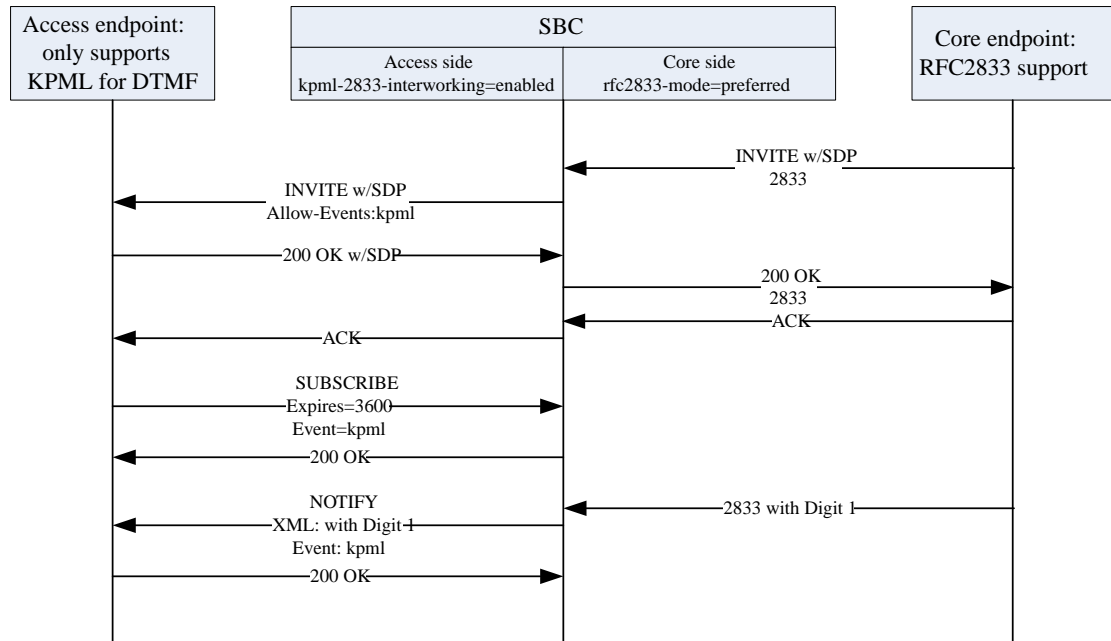 Access endpoint:
only supports
KPML for DTMF
SBC
Access side
kpml-2833-interworking=enabled
Core side
rfc2833-mode=preferred
Core endpoint:
RFC2833 support
INVITE w/SDP
2833
INVITE w/SDP
Allow-Events:kpml
200 OK w/SDP
200 OK
2833
ACK
ACK
SUBSCRIBE
Expires=3600
Event=kpml
200 OK
2833 with Digit 1
NOTIFY
XML: with Digit 1
Event: kpml
200 OK